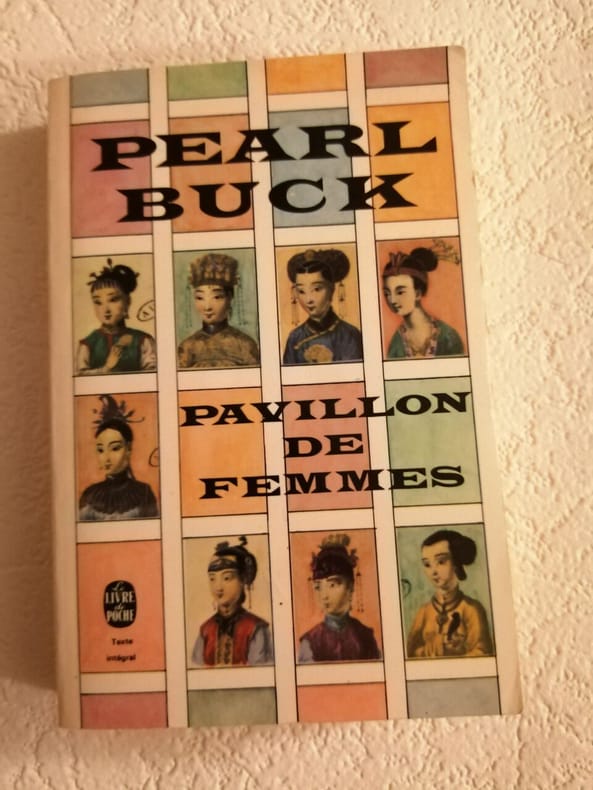 PEARL
BUCK
PAVILLON
DE
FEMMES
Le
LIVRE
de
POCHE
Texte
intégral